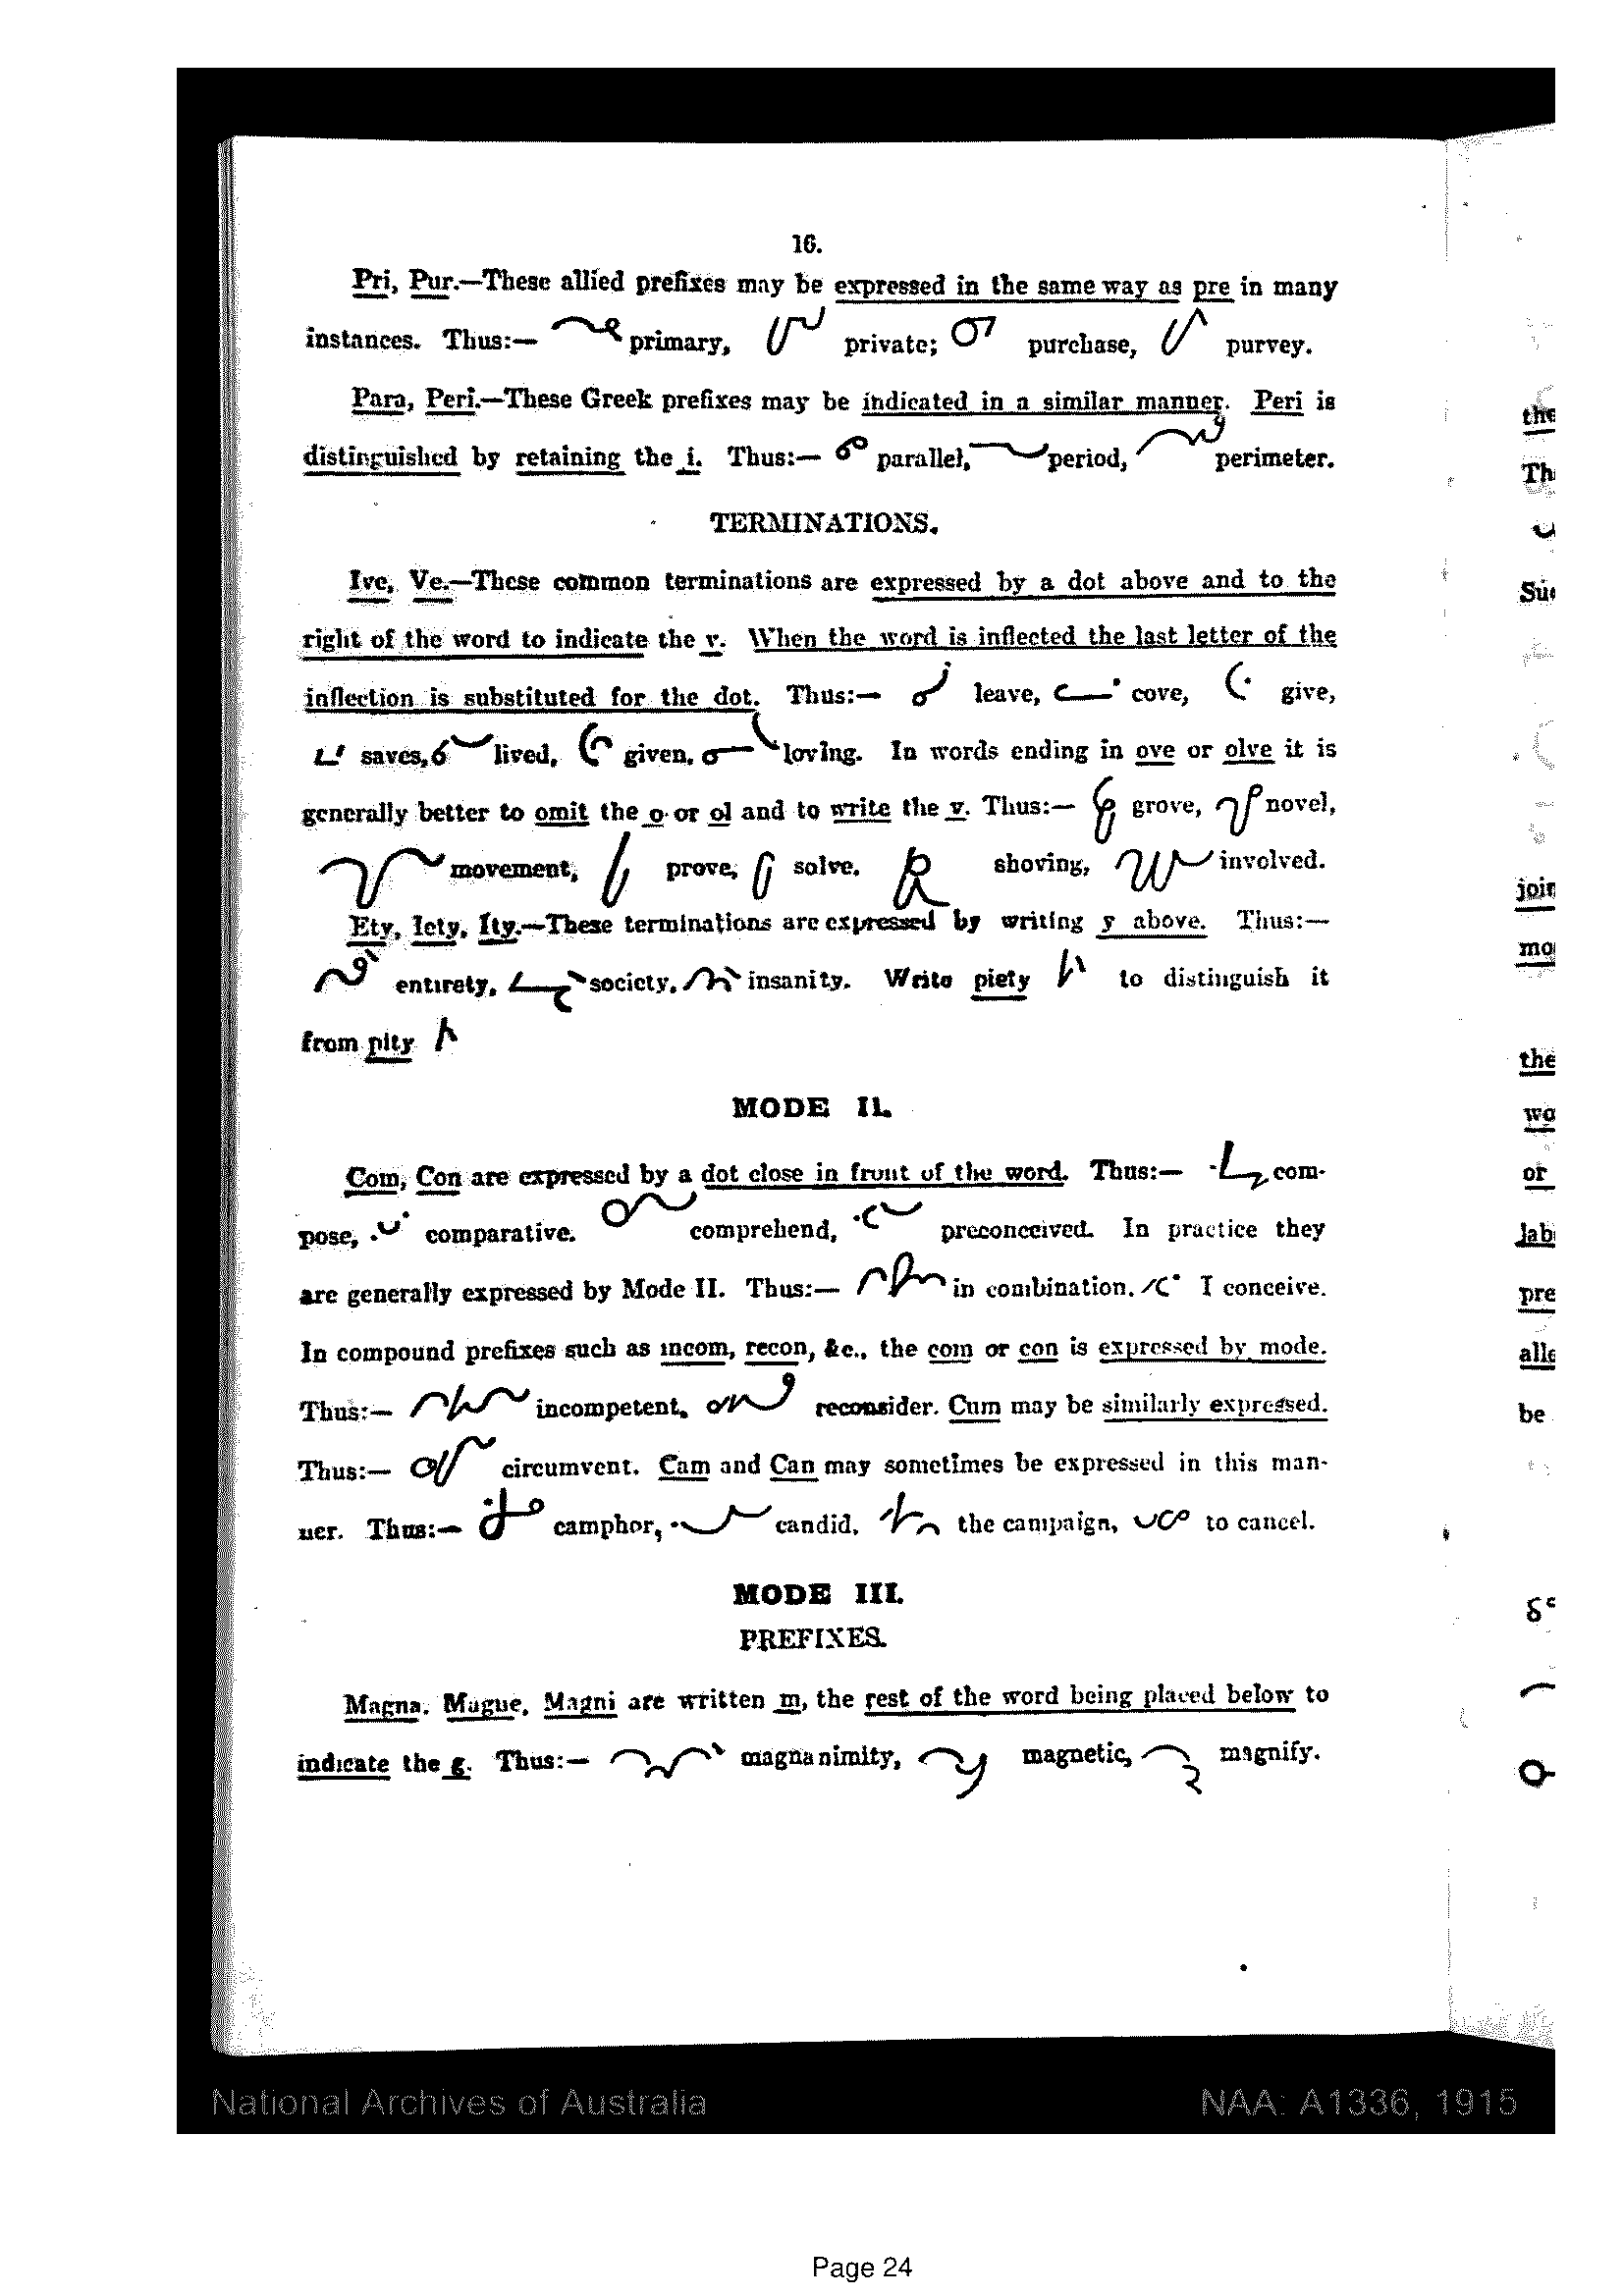 16.
Pri, Pur.—These allied prefixes may be expressed in the same way as pre in many
instances. Thus:— primary, private; purchase, purvey.
Para, Peri.—These Greek prefixes may be indicated in a similar manner. Peri is
distinguished by retaining the i. Thus:— parallel, period, perimeter.
TERMINATIONS.
Ive, Ve.—These common terminations are expressed by a dot above and to the
right of the word to indicate the v. When the word is inflected the last letter of the
inflection is substituted for the dot. Thus:— leave, cove, give,
saves, lived, given, loving. In words ending in ove or olve it is
generally better to omit the o or ol and to write the v. Thus:— grove, novel,
movement, prove, solve, shoving, involved.
Ety, Iety, Ity.—These terminations are expressed by writing y above. Thus:—
entirety, society, insanity. Write piety to distinguish it
from pity
MODE II.
Com, Con are expressed by a dot close in front of the word. Thus:— com-
pose, comparative. comprehend, preconceived. In practice they
are generally expressed by Mode II. Thus:— in combination. I conceive.
In compound prefixes such as incom, recon, &c., the com or con is expressed by mode.
Thus:— incompetent, reconsider. Cum may be similarly expressed.
Thus:— circumvent. Cam and Can may sometimes be expressed in this man-
ner. Thus:— camphor, candid, the campaign, to cancel.
MODE III.
PREFIXES.
Magna, Magne, Magni are written m, the rest of the word being placed below to
indicate the g. Thus:— magnanimity, magnetic, magnify.
the
Th
Su
join
mo
the
wo
or
lab
pre
alle
be
National Archives of Australia
NAA: A1336, 1915
Page 24